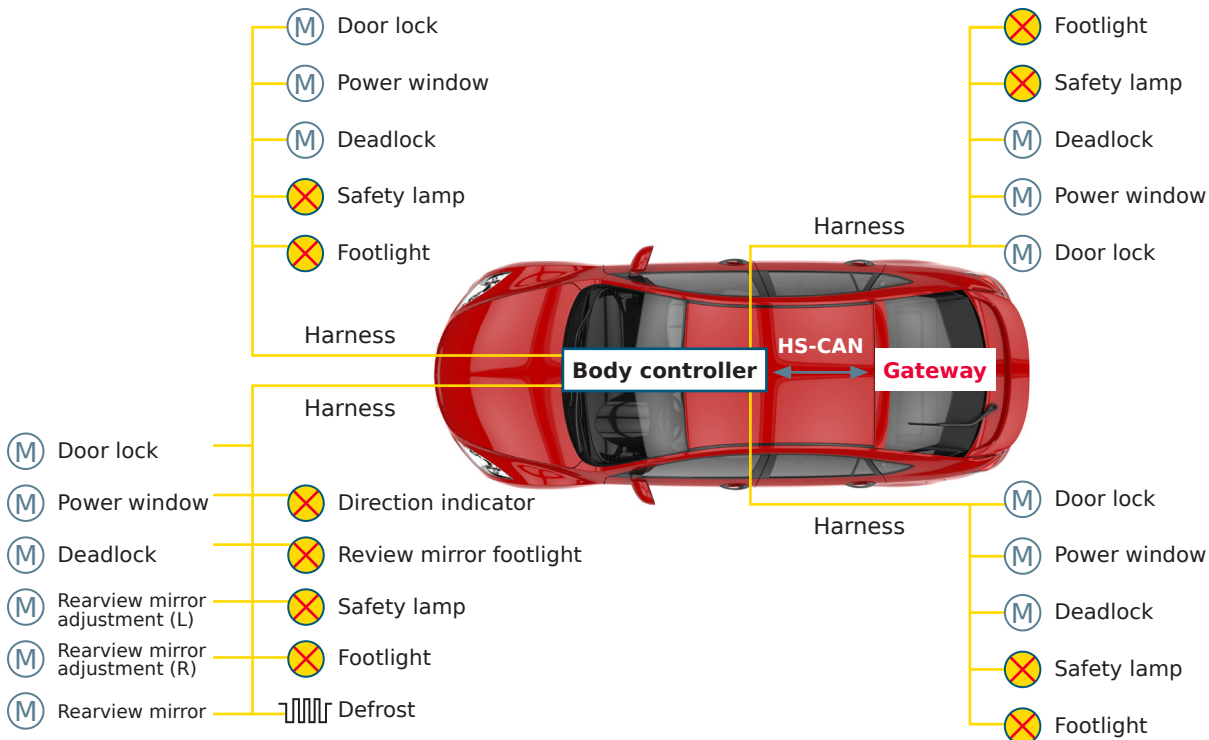 M Door lock
M Power window
M Deadlock
Safety lamp
Footlight
Harness
Footlight
Safety lamp
M Deadlock
M Power window
M Door lock
Harness
Body controller
HS-CAN
Gateway
Harness
M Door lock
M Power window
M Deadlock
M Rearview mirror
adjustment (L)
M Rearview mirror
adjustment (R)
M Rearview mirror
Direction indicator
Review mirror footlight
Safety lamp
Footlight
Defrost
Harness
M Door lock
M Power window
M Deadlock
Safety lamp
Footlight